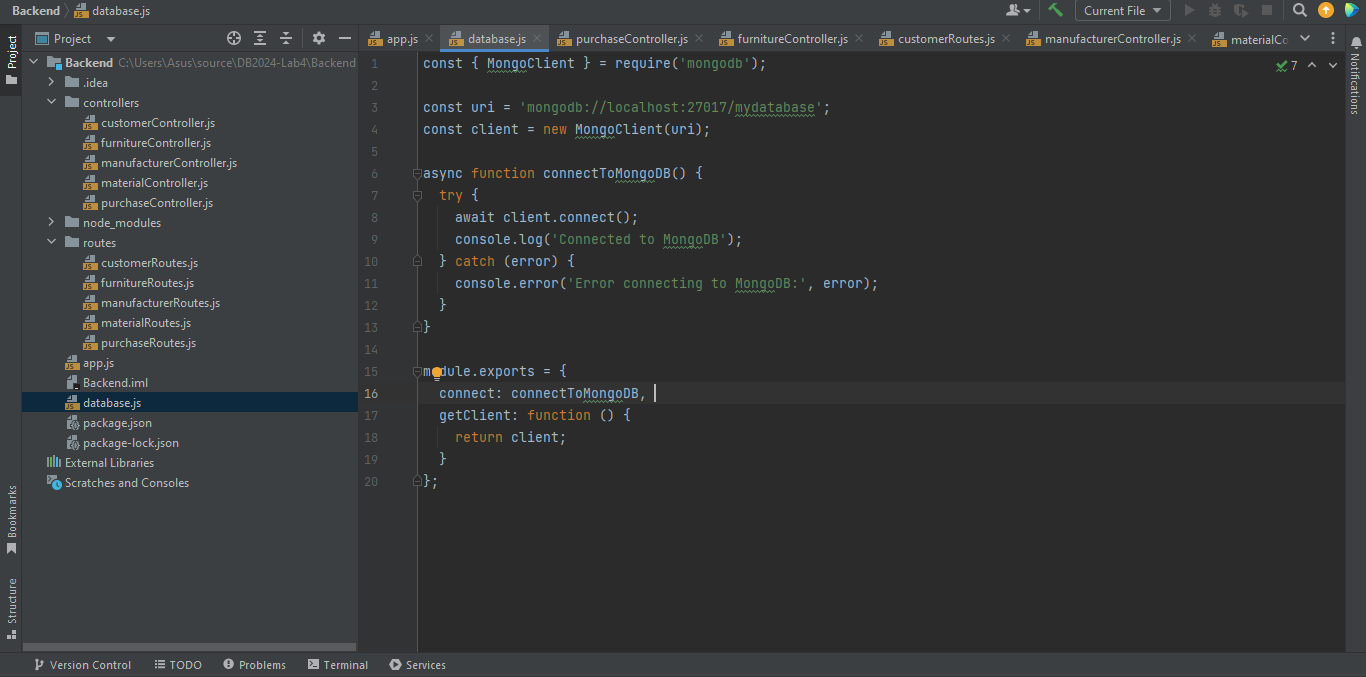 Backend database.js
Current File
Project
app.js database.js purchaseController.js furnitureController.js customerRoutes.js manufacturerController.js materialCo
Project
Notifications
Backend C:\Users\Asus\source\DB2024-Lab4\Backend
.idea
controllers
customerController.js
furnitureController.js
manufacturerController.js
materialController.js
purchaseController.js
node_modules
routes
customerRoutes.js
furnitureRoutes.js
manufacturerRoutes.js
materialRoutes.js
purchaseRoutes.js
app.js
Backend.iml
database.js
package.json
package-lock.json
External Libraries
Scratches and Consoles
Bookmarks
Structure
7
1 const { MongoClient } = require('mongodb');
2
3 const uri = 'mongodb://localhost:27017/mydatabase';
4 const client = new MongoClient(uri);
5
6 async function connectToMongoDB() {
7 try {
8 await client.connect();
9 console.log('Connected to MongoDB');
10 } catch (error) {
11 console.error('Error connecting to MongoDB:', error);
12 }
13 }
14
15 module.exports = {
16 connect: connectToMongoDB,
17 getClient: function () {
18 return client;
19 }
20 };
Version Control TODO Problems Terminal Services